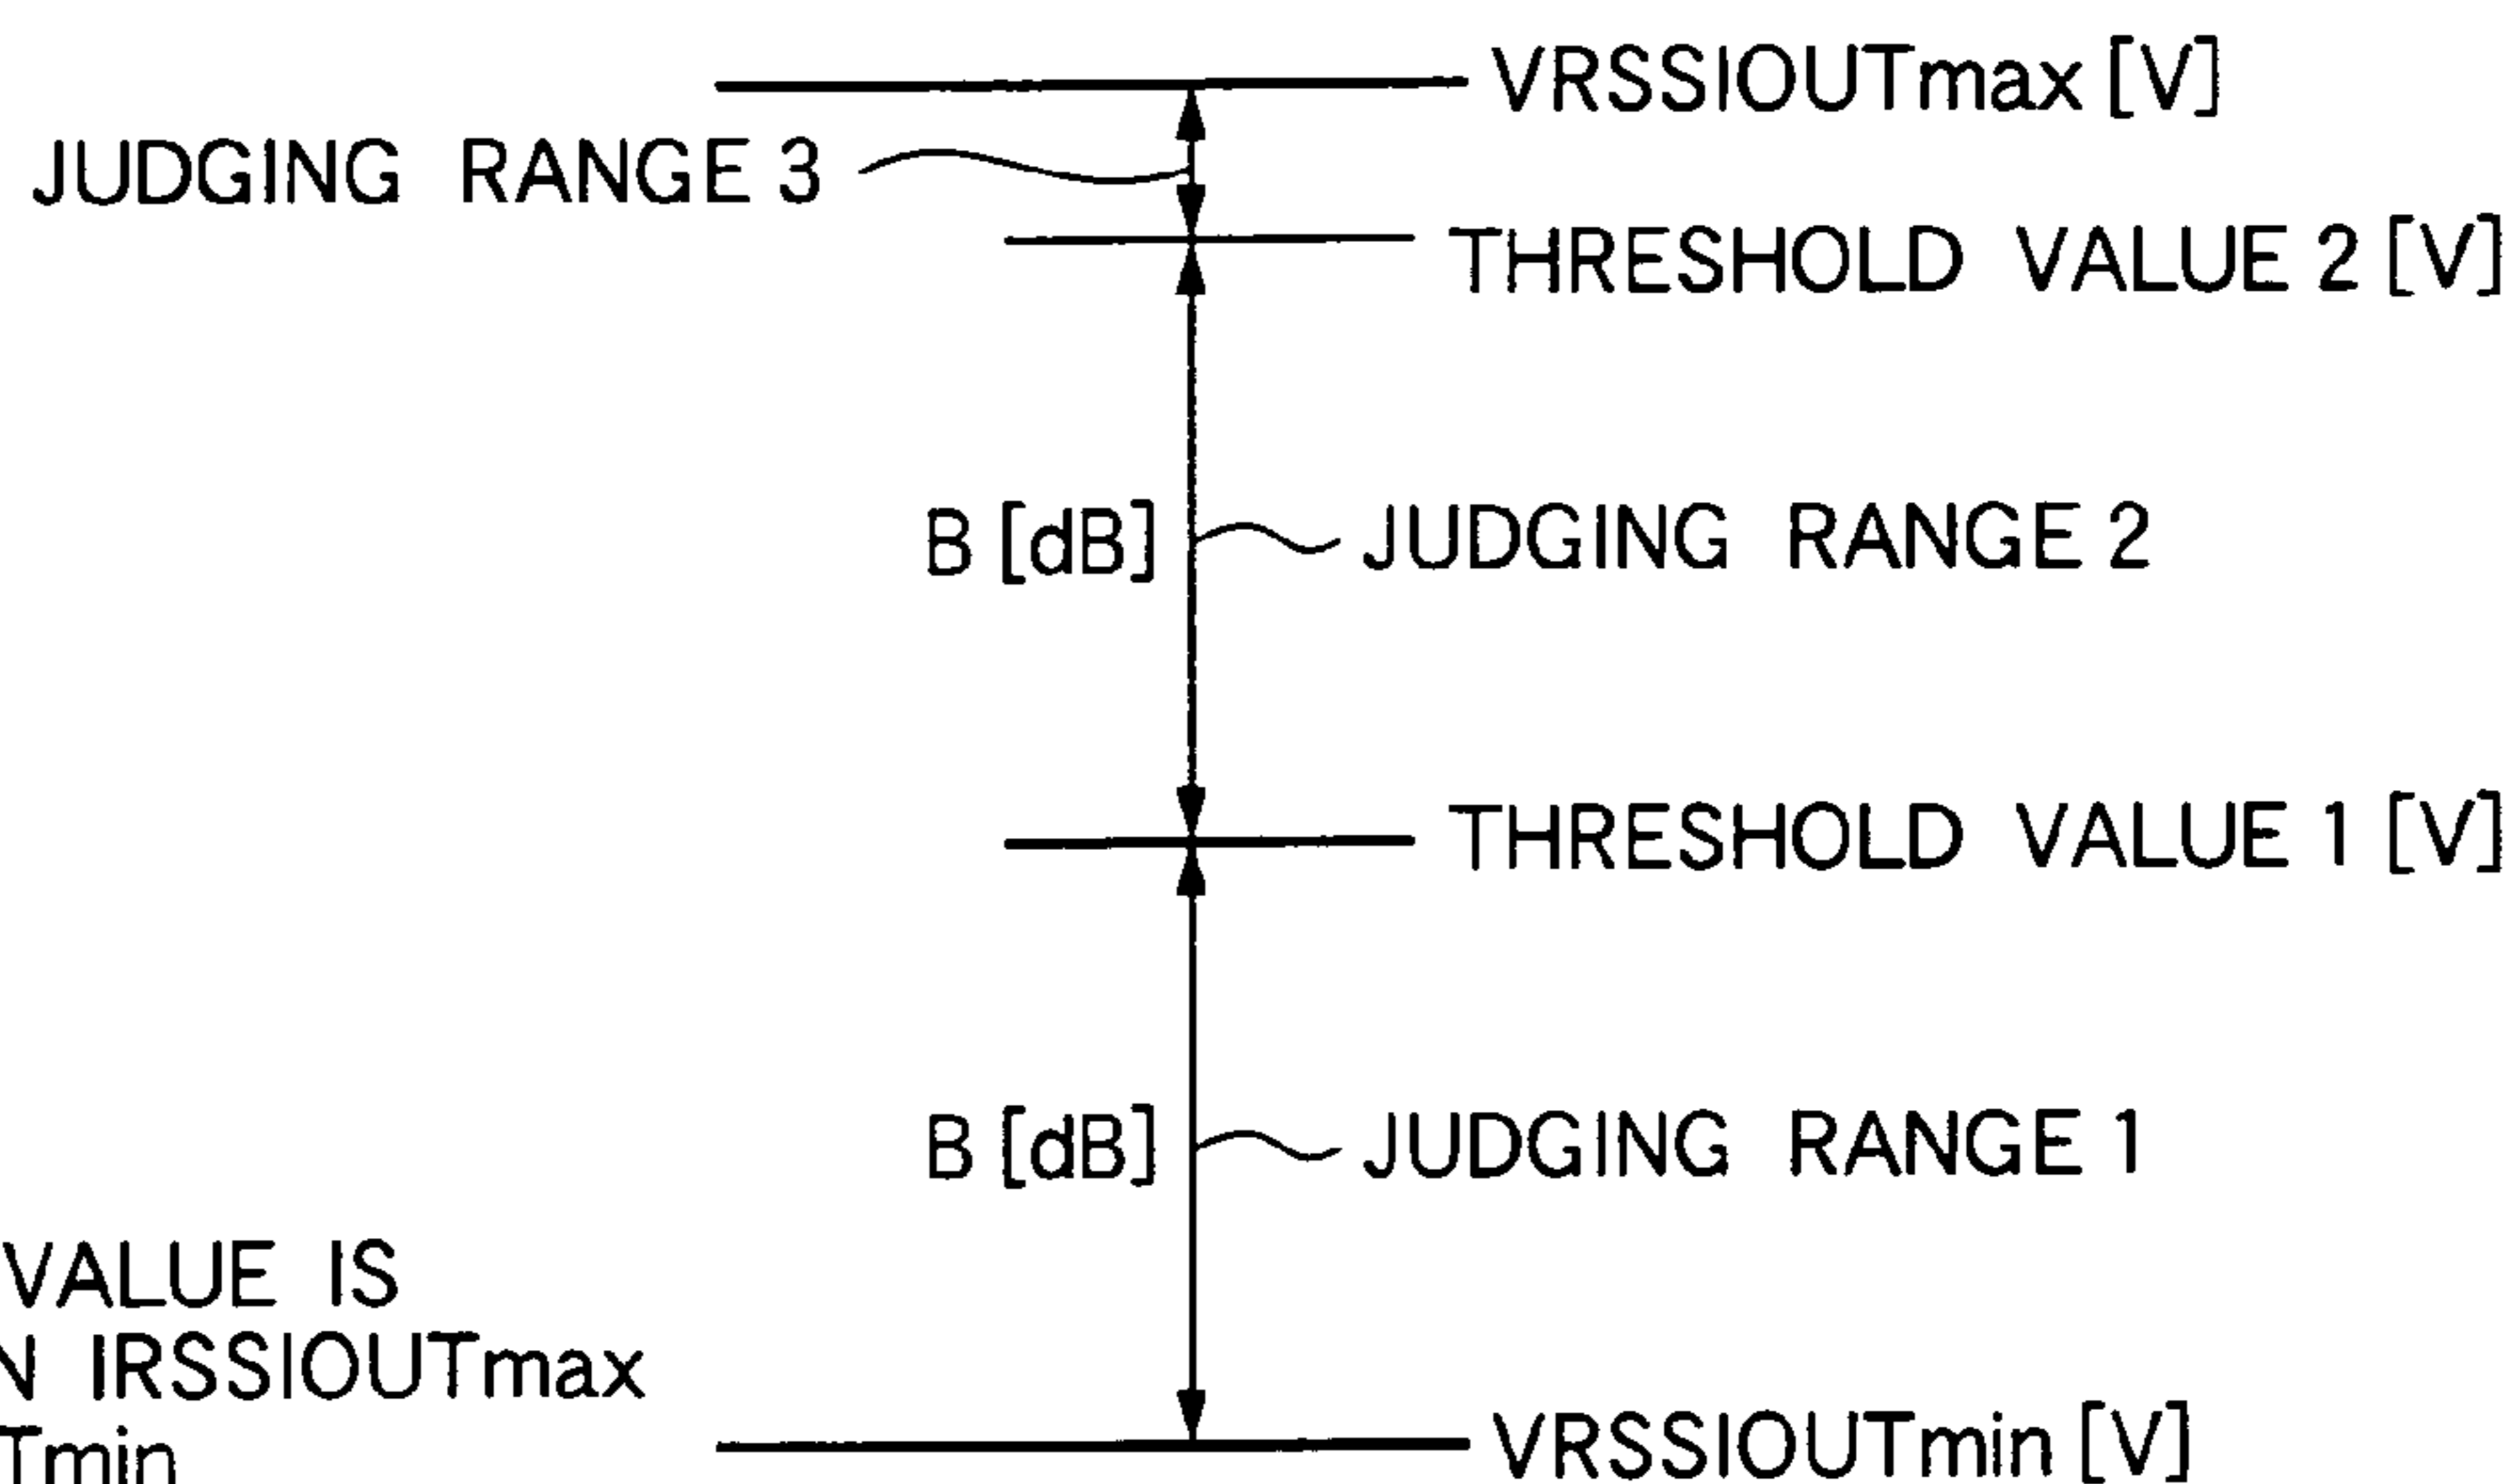 VRSSIOUTmax [V]
JUDGING RANGE 3
THRESHOLD VALUE 2 [V]
B [dB]
JUDGING RANGE 2
THRESHOLD VALUE 1 [V]
B [dB]
JUDGING RANGE 1
VALUE IS
IRSSIOUTmax
VRSSIOUTmin [V]